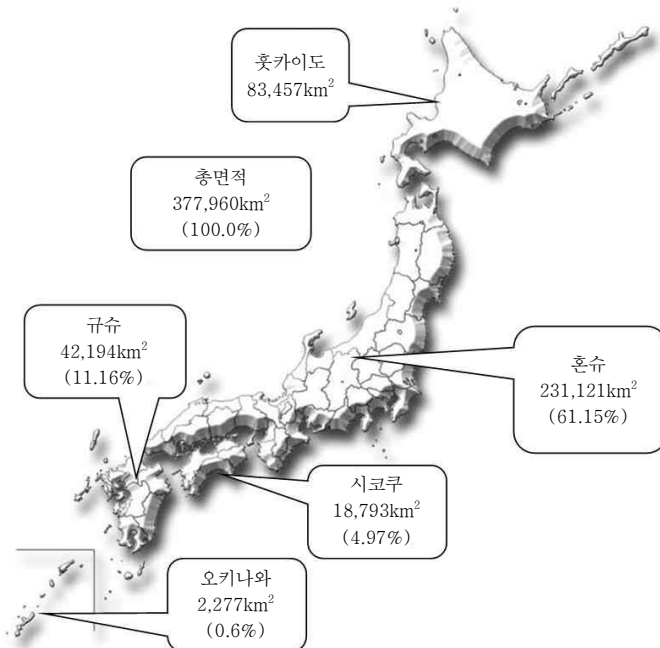 홋카이도
83,457km²
총면적
377,960km²
(100.0%)
규슈
42,194km²
(11.16%)
혼슈
231,121km²
(61.15%)
시코쿠
18,793km²
(4.97%)
오키나와
2,277km²
(0.6%)